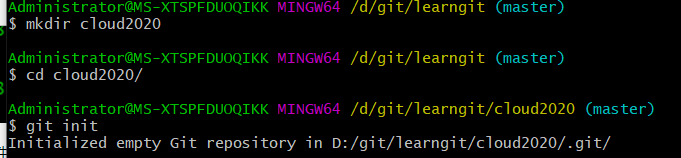 Administrator@MS-XTSPFDUOQIKK MINGW64 /d/git/learngit (master)
$ mkdir cloud2020
Administrator@MS-XTSPFDUOQIKK MINGW64 /d/git/learngit (master)
$ cd cloud2020/
Administrator@MS-XTSPFDUOQIKK MINGW64 /d/git/learngit/cloud2020 (master)
$ git init
Initialized empty Git repository in D:/git/learngit/cloud2020/.git/